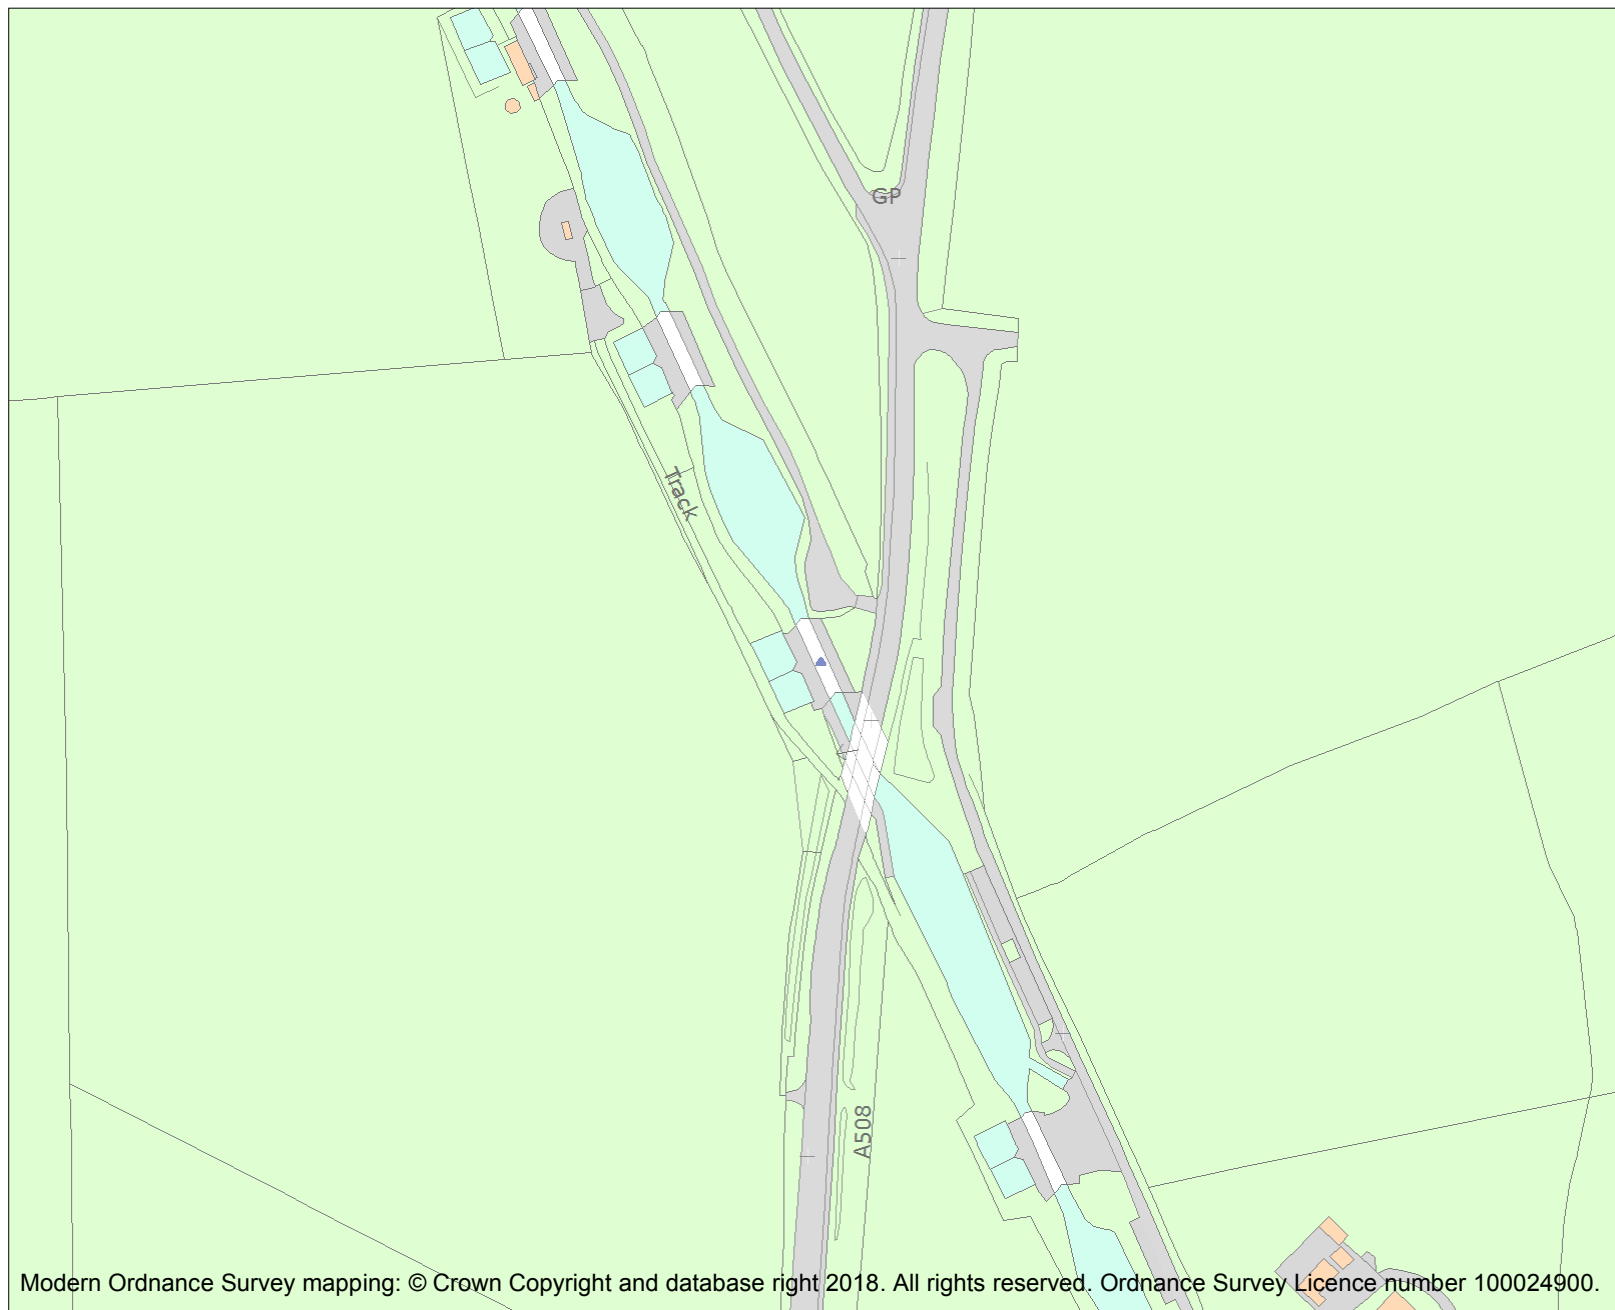 GP
Track
A508
Modern Ordnance Survey mapping: © Crown Copyright and database right 2018. All rights reserved. Ordnance Survey Licence number 100024900.